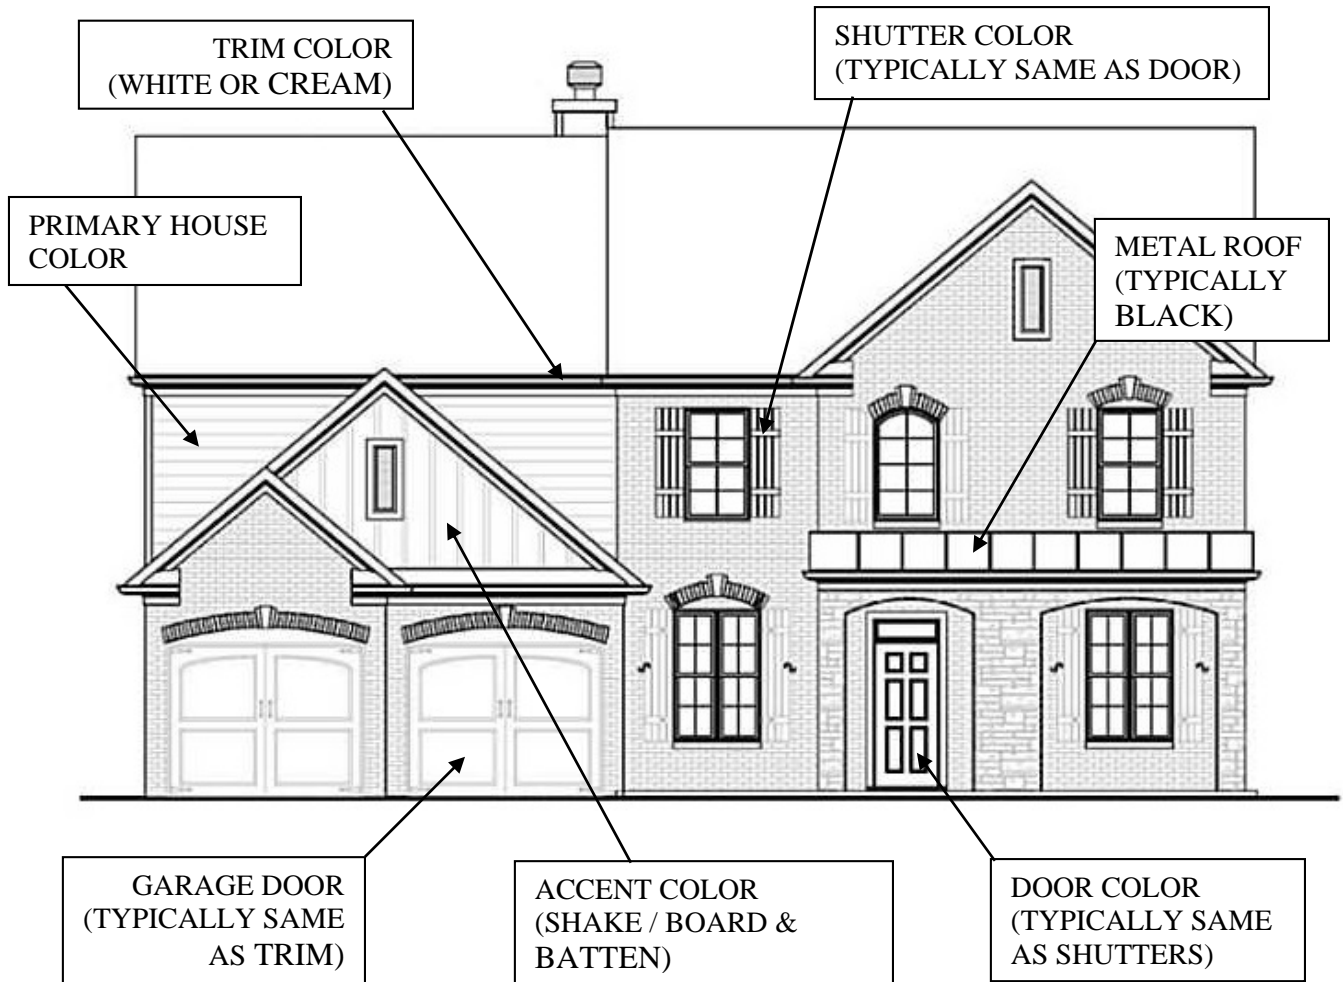 TRIM COLOR
(WHITE OR CREAM)
SHUTTER COLOR
(TYPICALLY SAME AS DOOR)
PRIMARY HOUSE
COLOR
METAL ROOF
(TYPICALLY
BLACK)
GARAGE DOOR
(TYPICALLY SAME
AS TRIM)
ACCENT COLOR
(SHAKE / BOARD &
BATTEN)
DOOR COLOR
(TYPICALLY SAME
AS SHUTTERS)